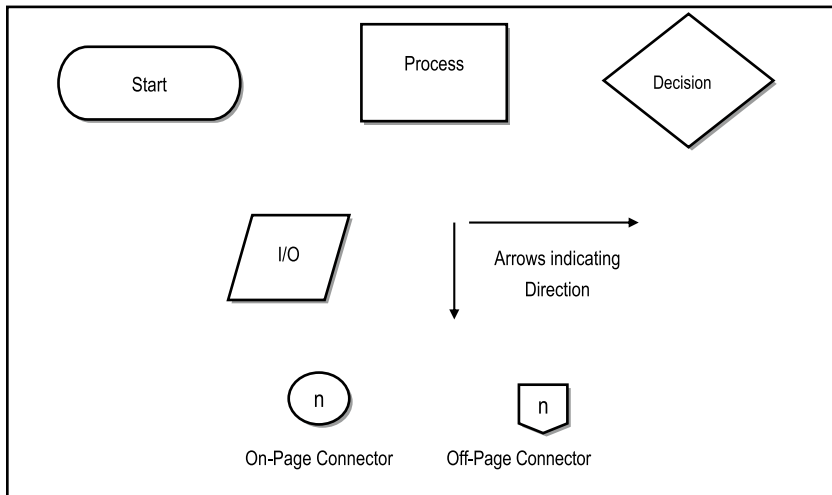 Start
Process
Decision
I/O
Arrows indicating
Direction
n
n
On-Page Connector
Off-Page Connector